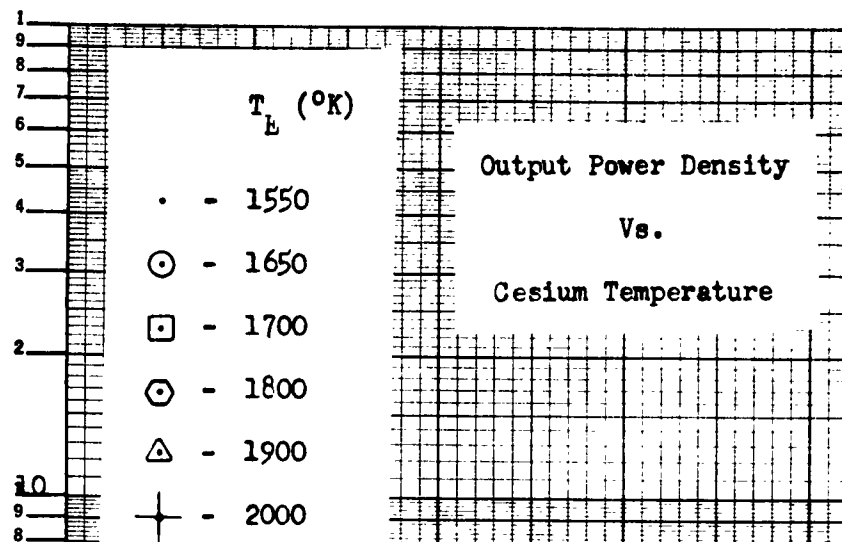 1
9
8
7
6
5
4
3
2
10
9
8
T_E (°K)
• - 1550
⊙ - 1650
⊡ - 1700
- 1800
- 1900
- 2000
Output Power Density
Vs.
Cesium Temperature